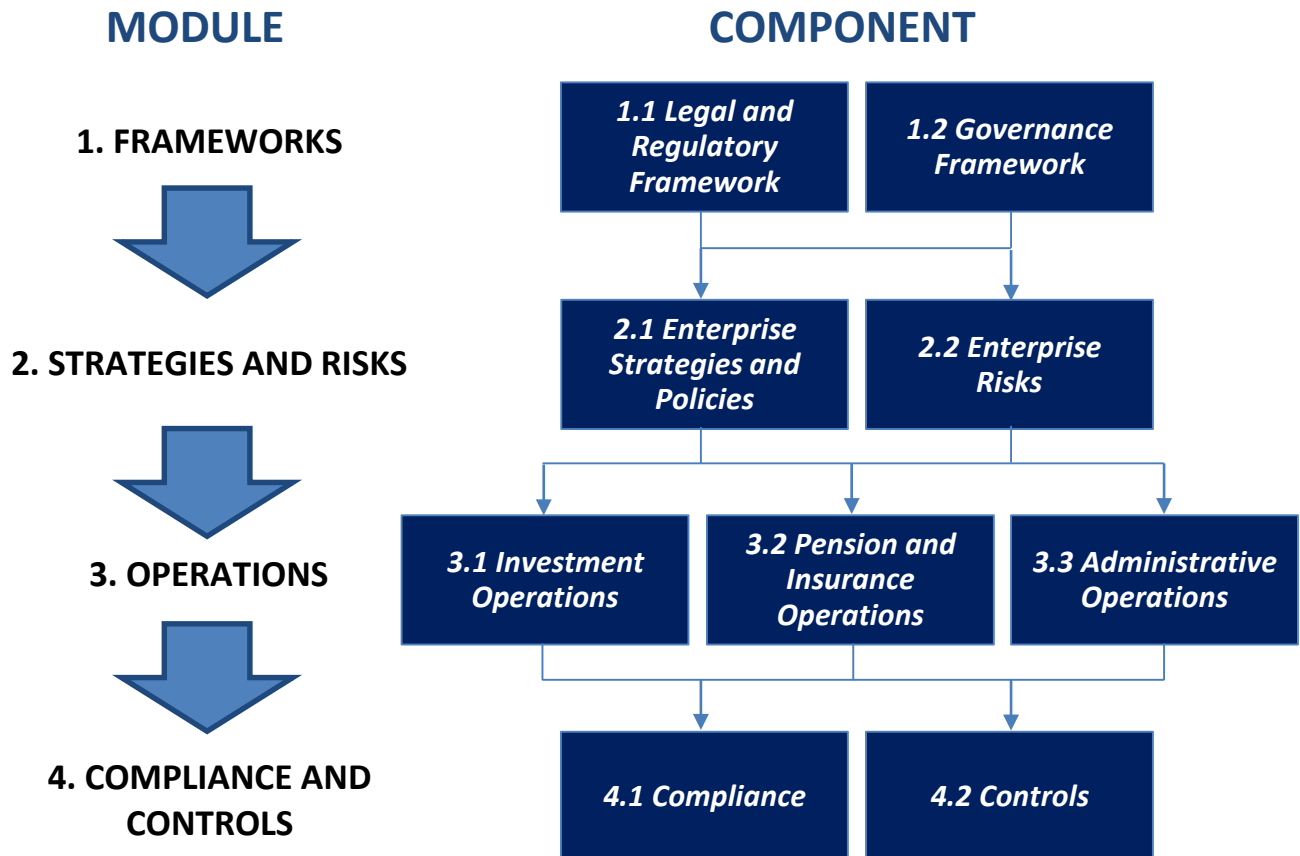 MODULE
COMPONENT
1. FRAMEWORKS
1.1 Legal and
Regulatory
Framework
1.2 Governance
Framework
2. STRATEGIES AND RISKS
2.1 Enterprise
Strategies and
Policies
2.2 Enterprise
Risks
3. OPERATIONS
3.1 Investment
Operations
3.2 Pension and
Insurance
Operations
3.3 Administrative
Operations
4. COMPLIANCE AND
CONTROLS
4.1 Compliance
4.2 Controls